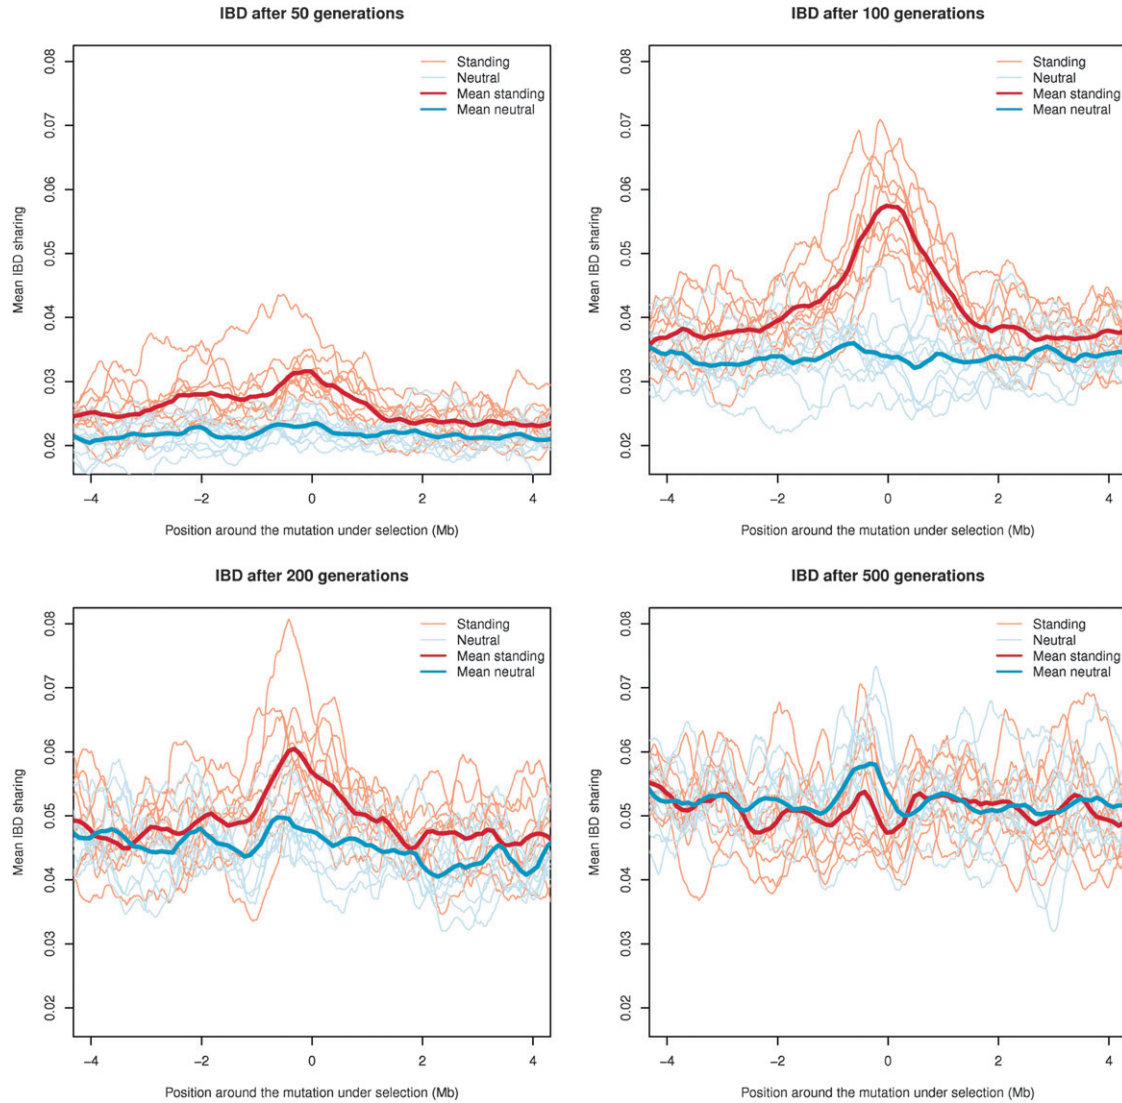 IBD after 50 generations
0.08
0.07
0.06
0.05
0.04
0.03
0.02
Mean IBD sharing
Standing
Neutral
Mean standing
Mean neutral
−4
−2
0
2
4
Position around the mutation under selection (Mb)
IBD after 100 generations
0.08
0.07
0.06
0.05
0.04
0.03
0.02
Mean IBD sharing
Standing
Neutral
Mean standing
Mean neutral
−4
−2
0
2
4
Position around the mutation under selection (Mb)
IBD after 200 generations
0.08
0.07
0.06
0.05
0.04
0.03
0.02
Mean IBD sharing
Standing
Neutral
Mean standing
Mean neutral
−4
−2
0
2
4
Position around the mutation under selection (Mb)
IBD after 500 generations
0.08
0.07
0.06
0.05
0.04
0.03
0.02
Mean IBD sharing
Standing
Neutral
Mean standing
Mean neutral
−4
−2
0
2
4
Position around the mutation under selection (Mb)